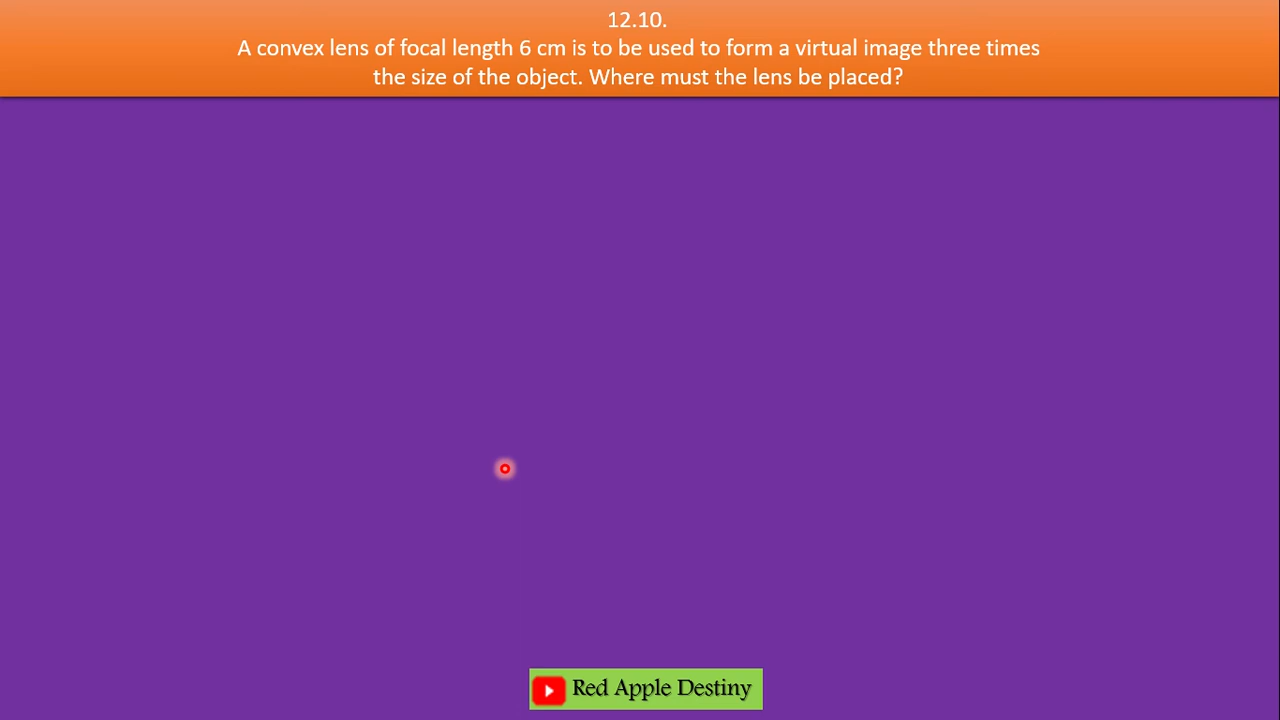 12.10.
A convex lens of focal length 6 cm is to be used to form a virtual image three times
the size of the object. Where must the lens be placed?
Red Apple Destiny